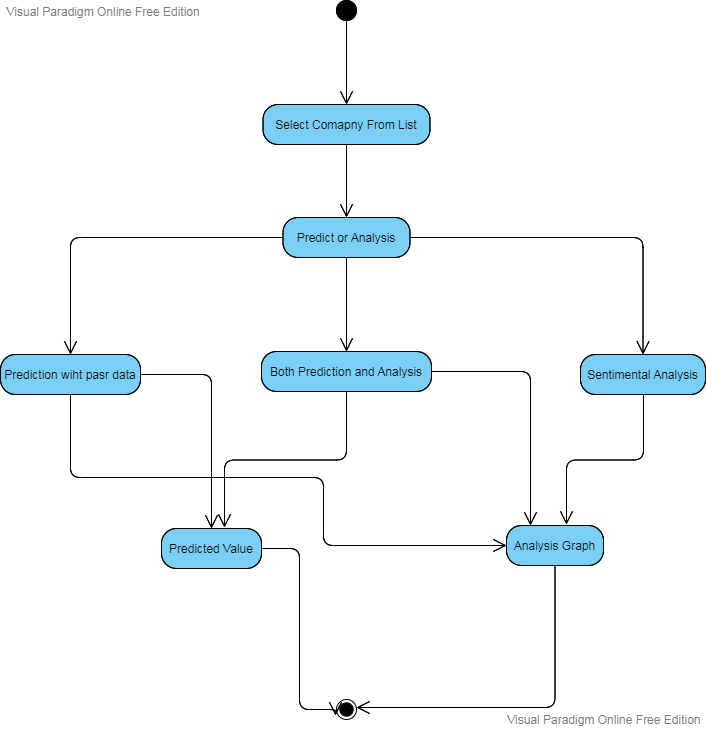 Visual Paradigm Online Free Edition
Select Comapny From List
Predict or Analysis
Prediction wiht pasr data
Both Prediction and Analysis
Sentimental Analysis
Predicted Value
Analysis Graph
Visual Paradigm Online Free Edition